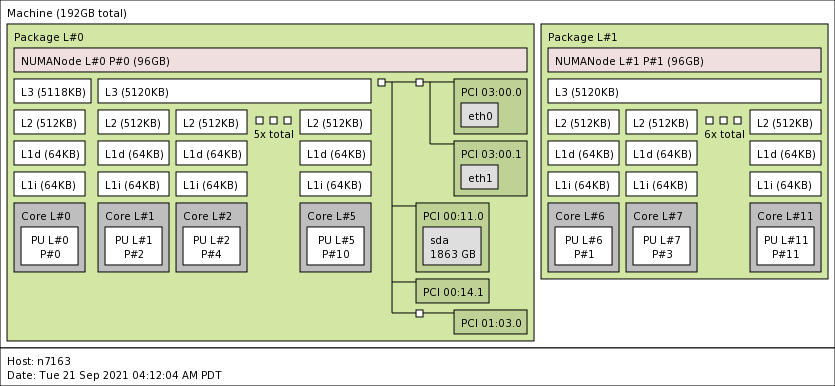 Machine (192GB total)
Package L#0
NUMANode L#0 P#0 (96GB)
L3 (5118KB)
L3 (5120KB)
L2 (512KB)
L2 (512KB)
L2 (512KB)
5x total
L2 (512KB)
L1d (64KB)
L1d (64KB)
L1d (64KB)
L1d (64KB)
L1i (64KB)
L1i (64KB)
L1i (64KB)
L1i (64KB)
Core L#0
PU L#0
P#0
Core L#1
PU L#1
P#2
Core L#2
PU L#2
P#4
Core L#5
PU L#5
P#10
PCI 03:00.0
eth0
PCI 03:00.1
eth1
PCI 00:11.0
sda
1863 GB
PCI 00:14.1
PCI 01:03.0
Package L#1
NUMANode L#1 P#1 (96GB)
L3 (5120KB)
L2 (512KB)
L2 (512KB)
6x total
L2 (512KB)
L1d (64KB)
L1d (64KB)
L1d (64KB)
L1i (64KB)
L1i (64KB)
L1i (64KB)
Core L#6
PU L#6
P#1
Core L#7
PU L#7
P#3
Core L#11
PU L#11
P#11
Host: n7163
Date: Tue 21 Sep 2021 04:12:04 AM PDT